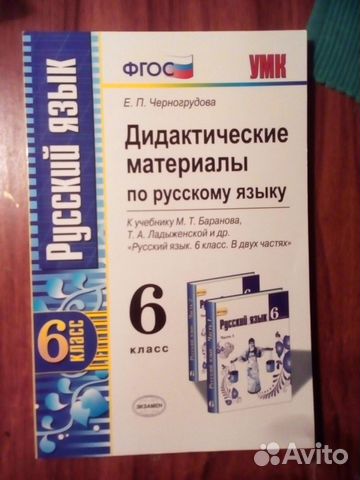 Русский язык
6 класс
ФГОС
УМК
Е. П. Черногрудова
Дидактические
материалы
по русскому языку
К учебнику М. Т. Баранова,
Т. А. Ладыженской и др.
«Русский язык. 6 класс. В двух частях»
6
класс
Русский язык 6
ЭКЗАМЕН
Avito